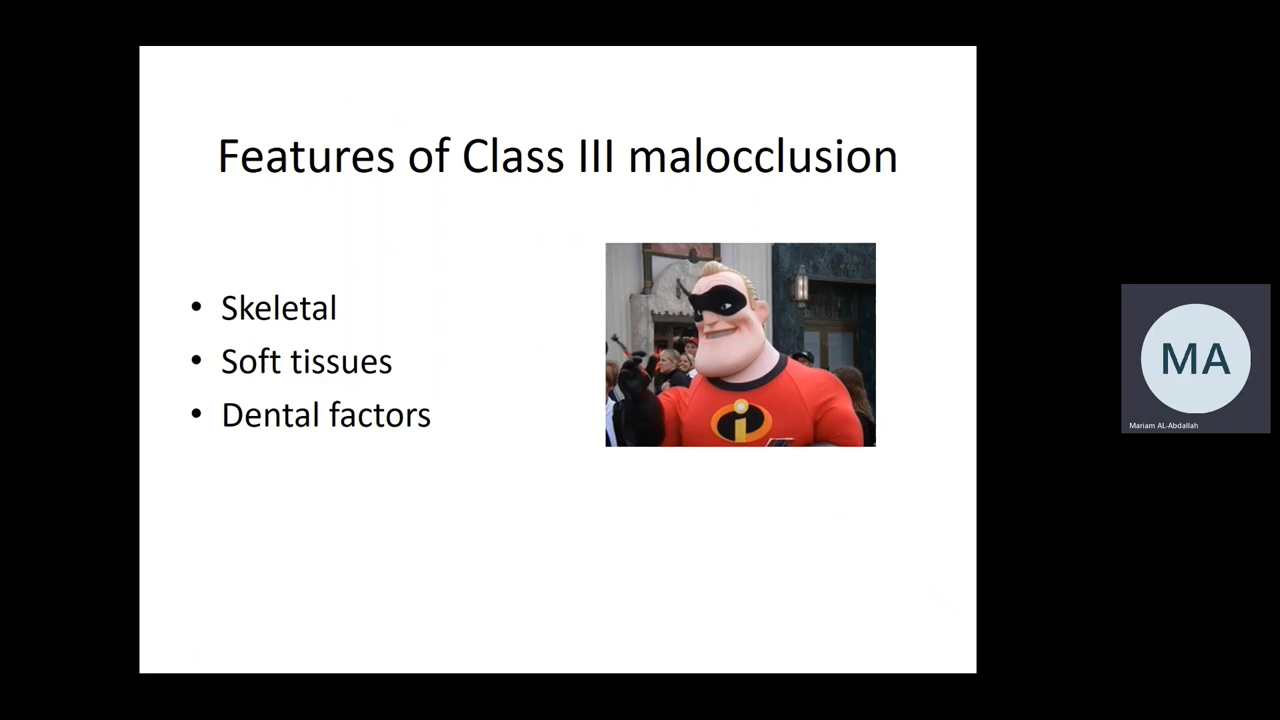 Features of Class III malocclusion
• Skeletal
• Soft tissues
• Dental factors
i
MA
Mariam AL-Abdallah